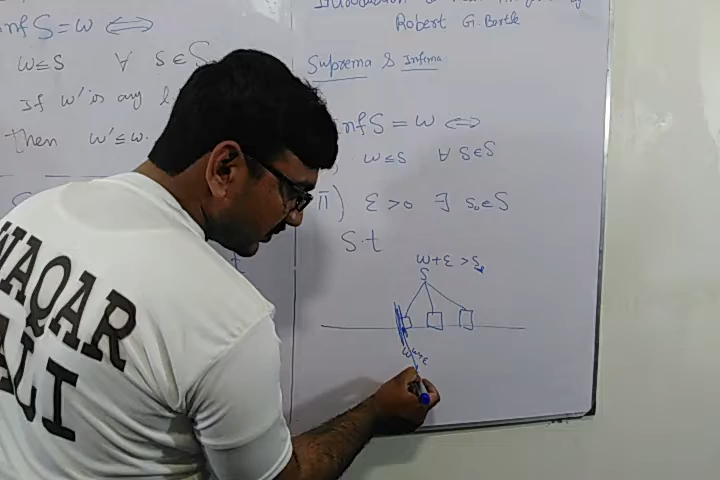 inf S = w ⟺
w ≤ s ∀ s ∈ S
If w' is any l
then w' ≤ w.
Robert G. Bartle
Suprema & Infima
inf S = w ⟺
w ≤ s ∀ s ∈ S
ii) ε > 0 ∃ s₀ ∈ S
S.t
w + ε > s₀
S
w w+ε
WAQAR
ALI